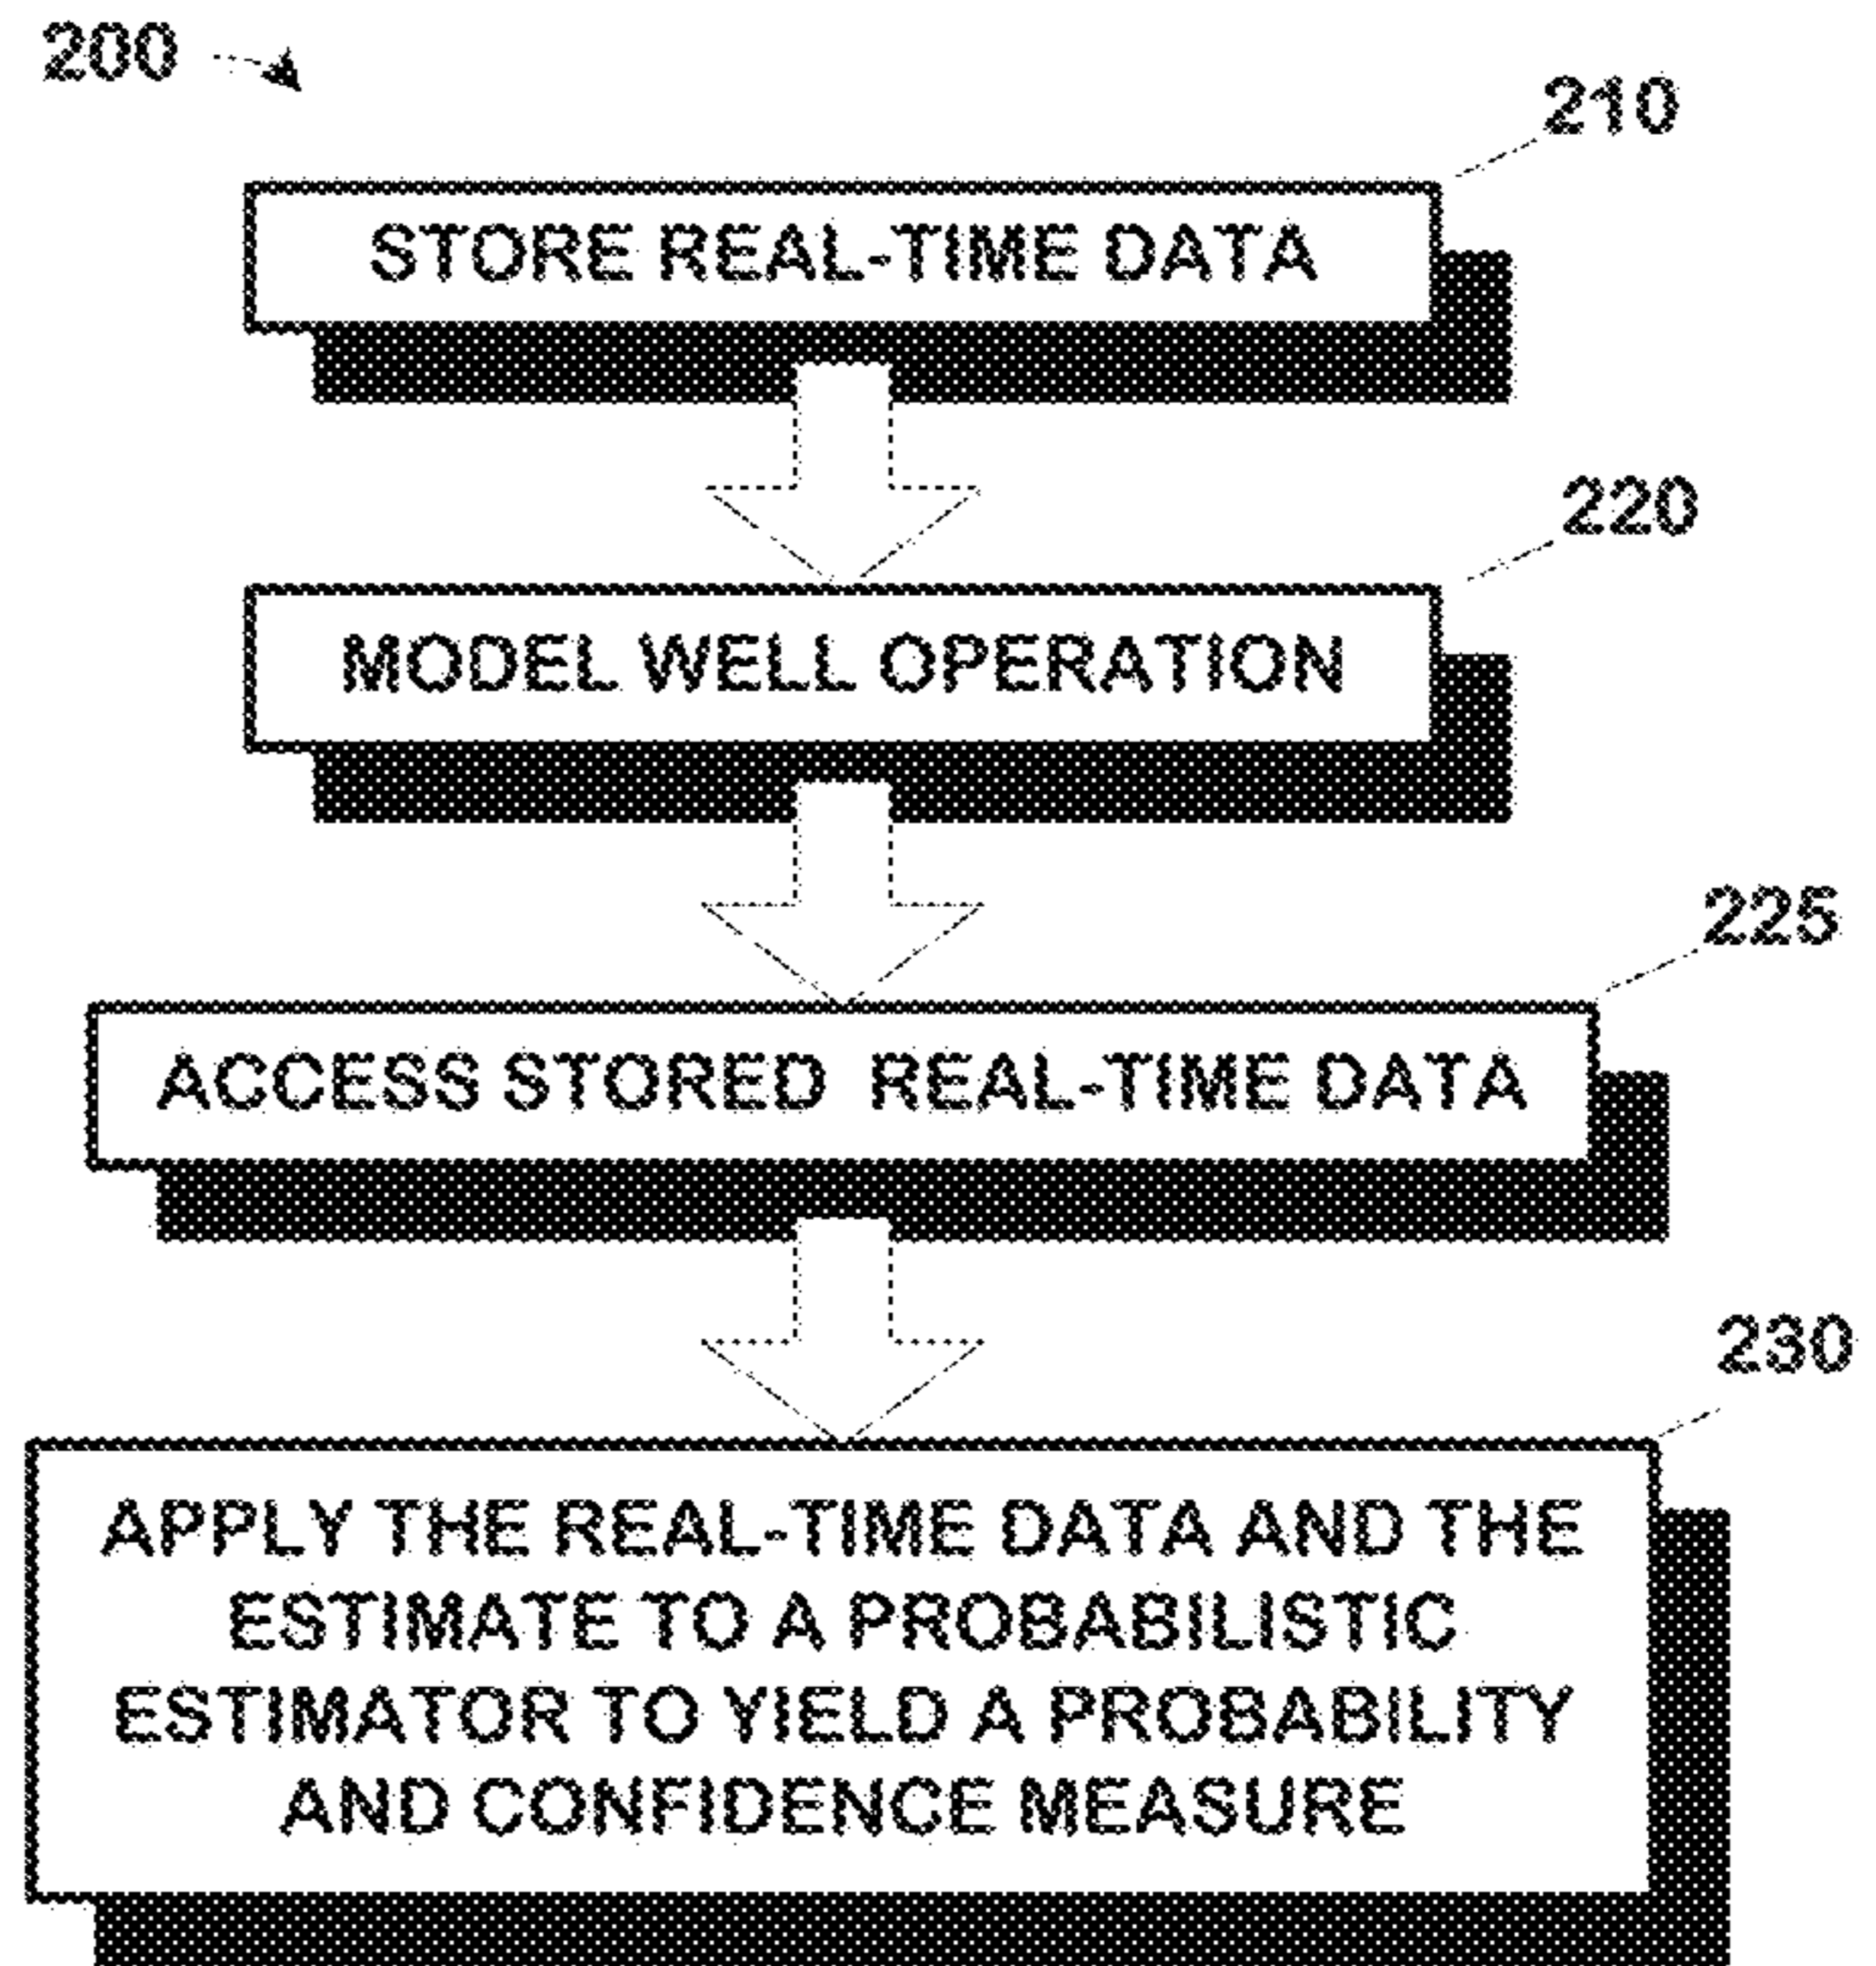 200
210
STORE REAL-TIME DATA
220
MODEL WELL OPERATION
225
ACCESS STORED REAL-TIME DATA
230
APPLY THE REAL-TIME DATA AND THE
ESTIMATE TO A PROBABILISTIC
ESTIMATOR TO YIELD A PROBABILITY
AND CONFIDENCE MEASURE